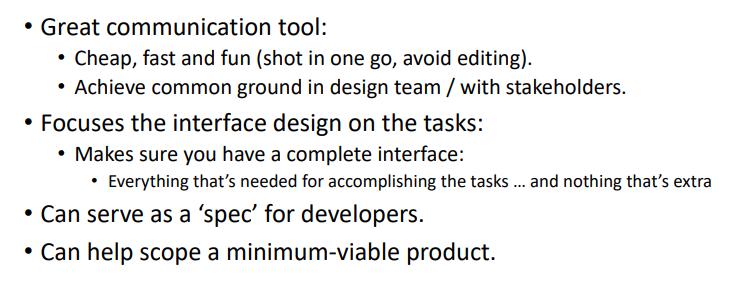 • Great communication tool:
• Cheap, fast and fun (shot in one go, avoid editing).
• Achieve common ground in design team / with stakeholders.
• Focuses the interface design on the tasks:
• Makes sure you have a complete interface:
• Everything that’s needed for accomplishing the tasks … and nothing that’s extra
• Can serve as a ‘spec’ for developers.
• Can help scope a minimum-viable product.